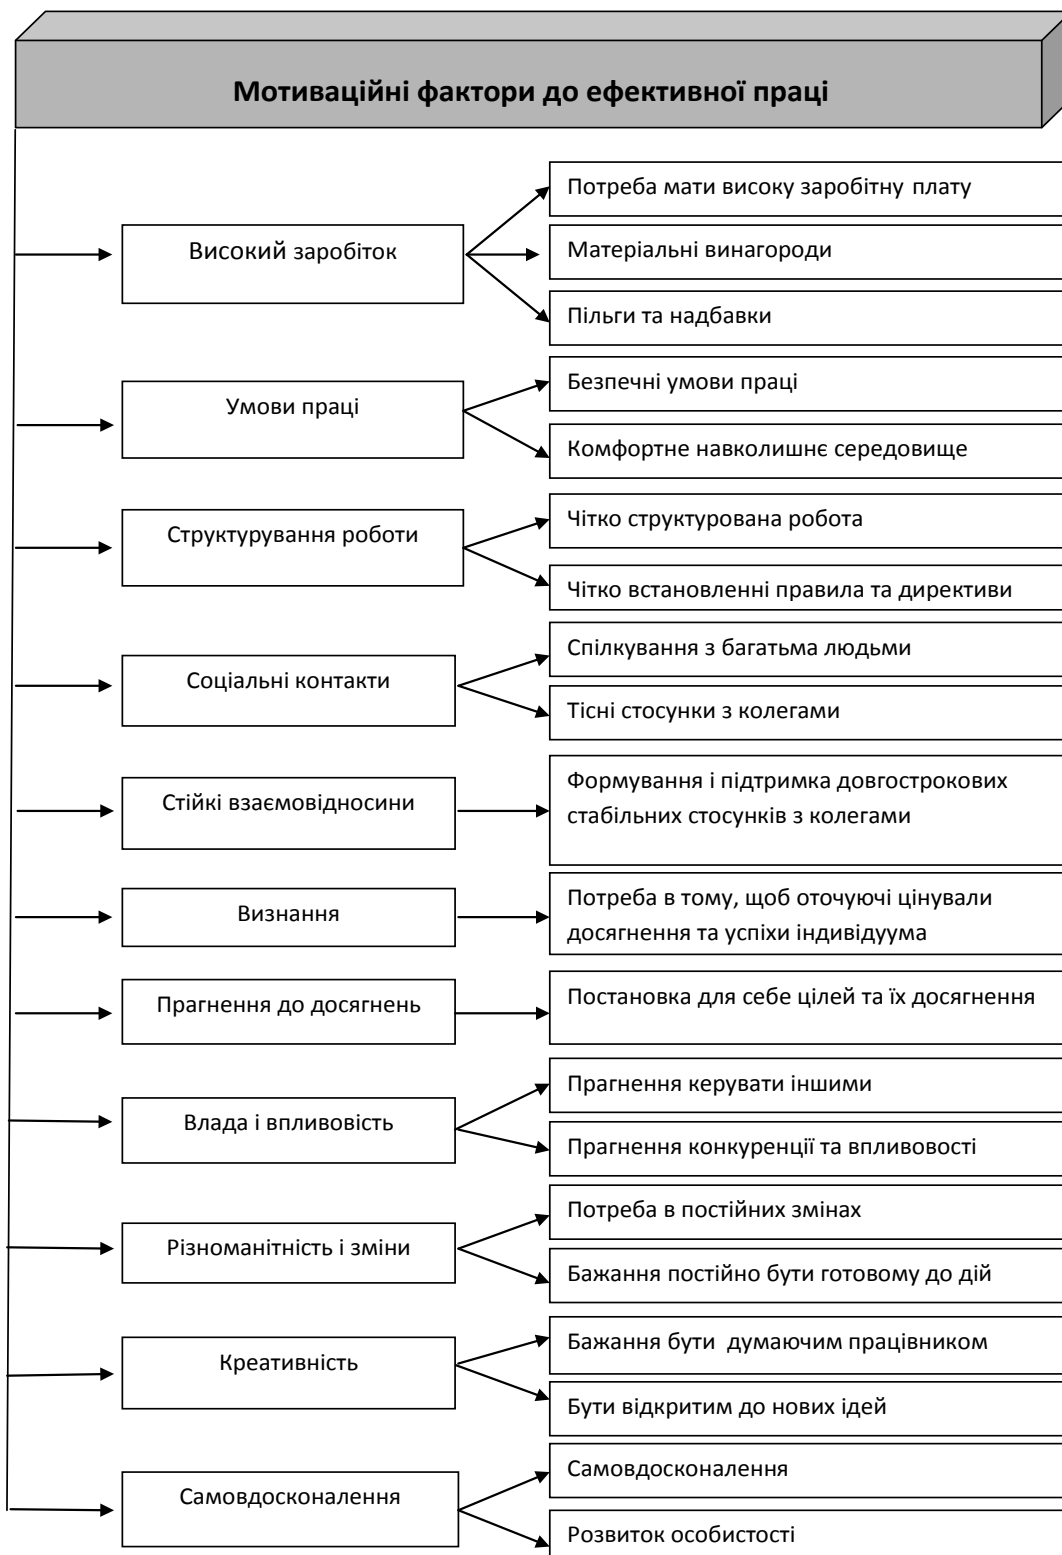 Мотиваційні фактори до ефективної праці
Високий заробіток
Потреба мати високу заробітну плату
Матеріальні винагороди
Пільги та надбавки
Умови праці
Безпечні умови праці
Комфортне навколишнє середовище
Структурування роботи
Чітко структурована робота
Чітко встановленні правила та директиви
Соціальні контакти
Спілкування з багатьма людьми
Тісні стосунки з колегами
Стійкі взаємовідносини
Формування і підтримка довгострокових
стабільних стосунків з колегами
Визнання
Потреба в тому, щоб оточуючі цінували
досягнення та успіхи індивідуума
Прагнення до досягнень
Постановка для себе цілей та їх досягнення
Влада і впливовість
Прагнення керувати іншими
Прагнення конкуренції та впливовості
Різноманітність і зміни
Потреба в постійних змінах
Бажання постійно бути готовому до дій
Креативність
Бажання бути думаючим працівником
Бути відкритим до нових ідей
Самовдосконалення
Самовдосконалення
Розвиток особистості